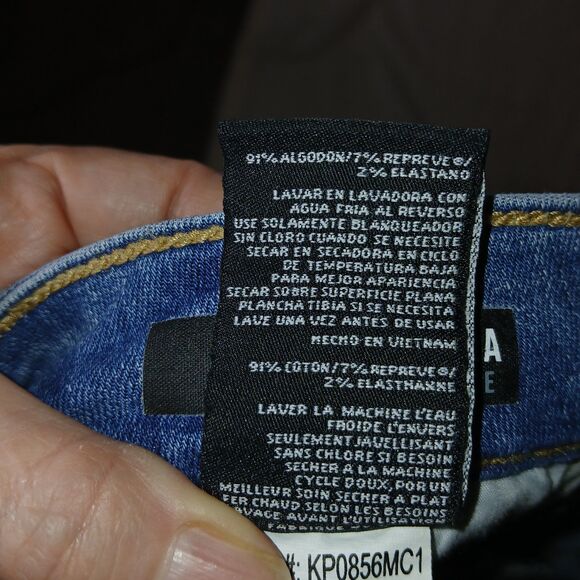 91% ALGODON/7% REPREVE®/
2% ELASTANO
LAVAR EN LAVADORA CON
AGUA FRIA AL REVERSO
USE SOLAMENTE BLANQUEADOR
SIN CLORO CUANDO SE NECESITE
SECAR EN SECADORA EN CICLO
DE TEMPERATURA BAJA
PARA MEJOR APARIENCIA
SECAR SOBRE SUPERFICIE PLANA
PLANCHA TIBIA SI SE NECESITA
LAVE UNA VEZ ANTES DE USAR
HECHO EN VIETNAM
91% COTON/7% REPREVE®/
2% ELASTHANNE
LAVER LA MACHINE L'EAU
FROIDE L'ENVERS
SEULEMENT JAVELLISANT
SANS CHLORE SI BESOIN
SECHER A LA MACHINE
CYCLE DOUX, POR UN
MEILLEUR SOIN SECHER A PLAT
FER CHAUD SELON LES BESOINS
LAVAGE AVANT L'UTILISATION
A
E
#: KP0856MC1